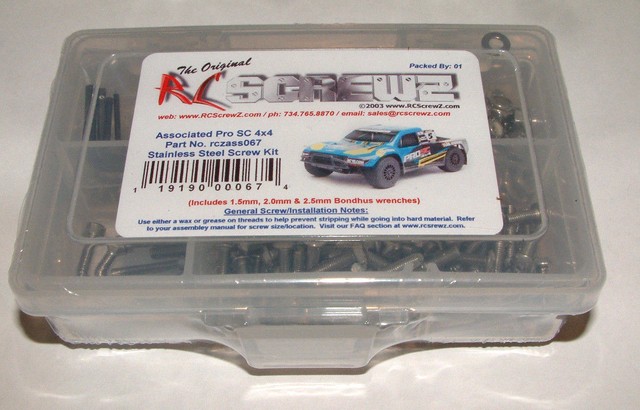 The Original
Packed By: 01
RC SCREWZ
©2003 www.RCScrewZ.com
web: www.RCScrewZ.com / ph: 734.765.8870 / email: sales@rcscrewz.com
Associated Pro SC 4x4
Part No. rczass067
Stainless Steel Screw Kit
1 19190 00067 4
(Includes 1.5mm, 2.0mm & 2.5mm Bondhus wrenches)
General Screw/Installation Notes:
Use either a wax or grease on threads to help prevent stripping while going into hard material. Refer
to your assembley manual for screw size/location. Visit our FAQ section at www.rcsrewz.com.